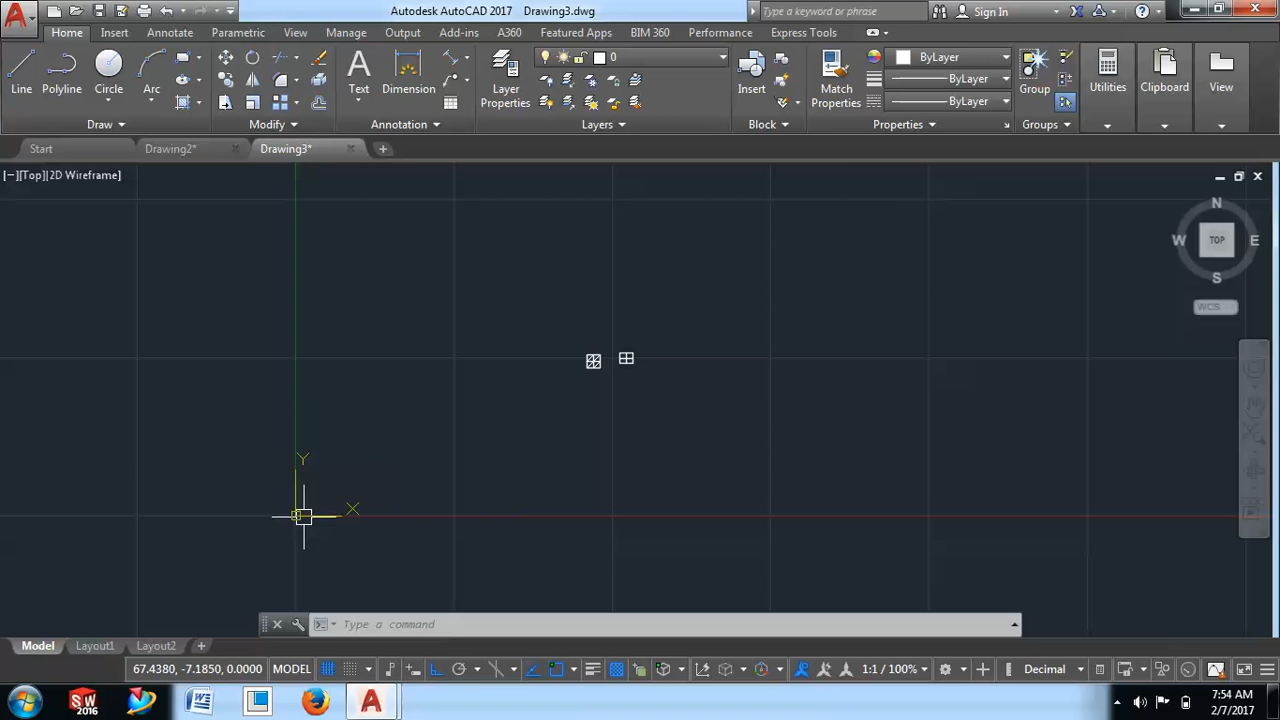 Autodesk AutoCAD 2017 Drawing3.dwg
Type a keyword or phrase
Sign In
Home Insert Annotate Parametric View Manage Output Add-ins A360 Featured Apps BIM 360 Performance Express Tools
Line Polyline Circle Arc
Text Dimension
Layer Properties
0
Insert
Match Properties
ByLayer
ByLayer
ByLayer
Group
Utilities Clipboard View
Draw Modify Annotation Layers Block Properties Groups
Start Drawing2* Drawing3*
[−][Top][2D Wireframe]
N
W TOP E
S
WCS
Y
X
Type a command
Model Layout1 Layout2
67.4380, -7.1850, 0.0000 MODEL 1:1 / 100% Decimal
SW
2016
7:54 AM
2/7/2017